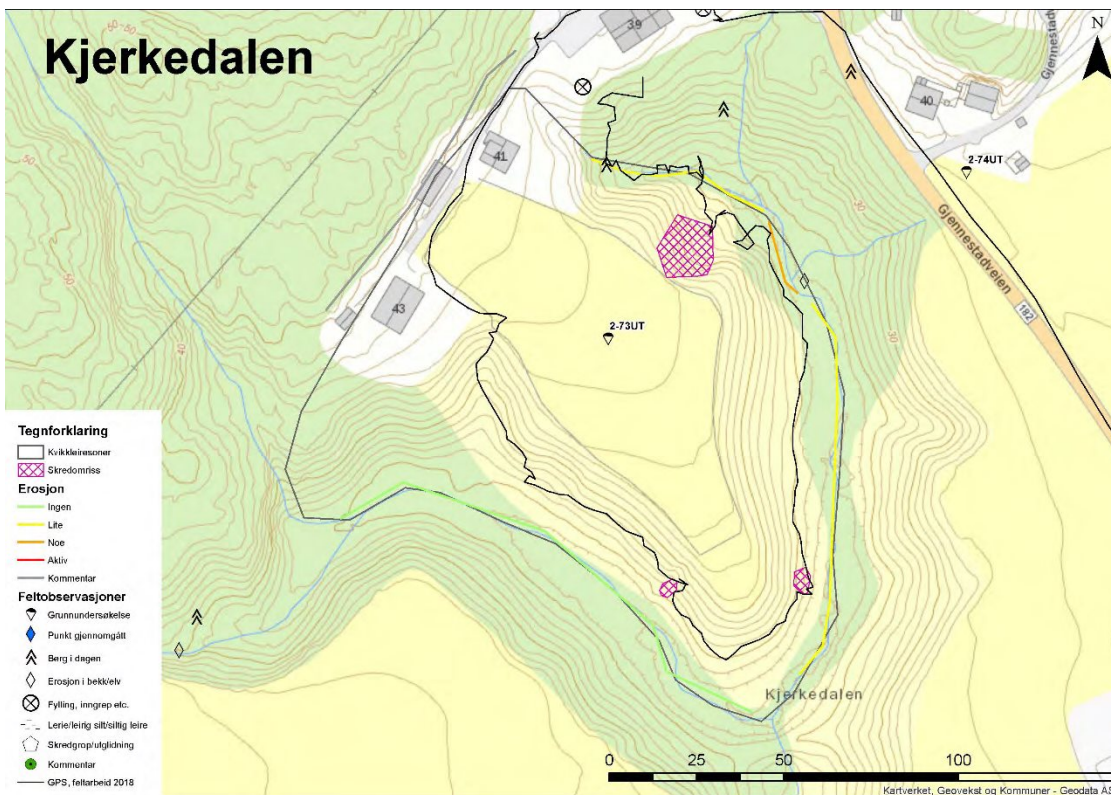 Kjerkedalen
N
39
40
41
43
Gjennestadv
2-74UT
Gjennestadveien
182
2-73UT
30
30
50
60
40
Tegnforklaring
Kvikkleiresoner
Skredomriss
Erosjon
Ingen
Lite
Noe
Aktiv
Kommentar
Feltobservasjoner
Grunnundersøkelse
Punkt gjennomgått
Berg i dagen
Erosjon i bekk/elv
Fylling, inngrep etc.
Lerie/leirig silt/siltig leire
Skredgrop/utglidning
Kommentar
GPS, feltarbeid 2018
Kjerkedalen
0 25 50 100
Kartverket, Geovekst og Kommuner - Geodata AS